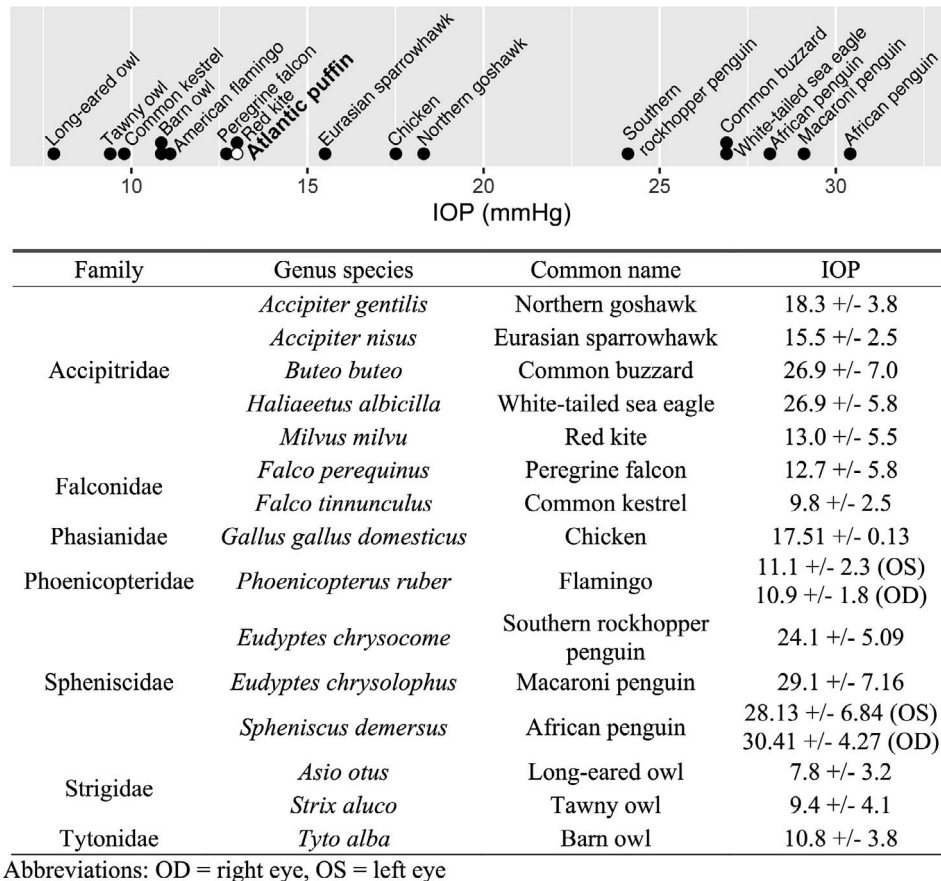 Long-eared owl
Tawny owl
Common kestrel
Barn owl
American flamingo
Peregrine falcon
Red kite
Atlantic puffin
Eurasian sparrowhawk
Chicken
Northern goshawk
Southern
rockhopper penguin
Common buzzard
White-tailed sea eagle
African penguin
Macaroni penguin
African penguin
10 15 20 25 30
IOP (mmHg)
Family Genus species Common name IOP
Accipitridae
Accipiter gentilis Northern goshawk 18.3 +/- 3.8
Accipiter nisus Eurasian sparrowhawk 15.5 +/- 2.5
Buteo buteo Common buzzard 26.9 +/- 7.0
Haliaeetus albicilla White-tailed sea eagle 26.9 +/- 5.8
Milvus milvu Red kite 13.0 +/- 5.5
Falconidae
Falco perequinus Peregrine falcon 12.7 +/- 5.8
Falco tinnunculus Common kestrel 9.8 +/- 2.5
Phasianidae Gallus gallus domesticus Chicken 17.51 +/- 0.13
Phoenicopteridae Phoenicopterus ruber Flamingo 11.1 +/- 2.3 (OS)
10.9 +/- 1.8 (OD)
Spheniscidae
Eudyptes chrysocome Southern rockhopper
penguin 24.1 +/- 5.09
Eudyptes chrysolophus Macaroni penguin 29.1 +/- 7.16
Spheniscus demersus African penguin 28.13 +/- 6.84 (OS)
30.41 +/- 4.27 (OD)
Strigidae
Asio otus Long-eared owl 7.8 +/- 3.2
Strix aluco Tawny owl 9.4 +/- 4.1
Tytonidae Tyto alba Barn owl 10.8 +/- 3.8
Abbreviations: OD = right eye, OS = left eye